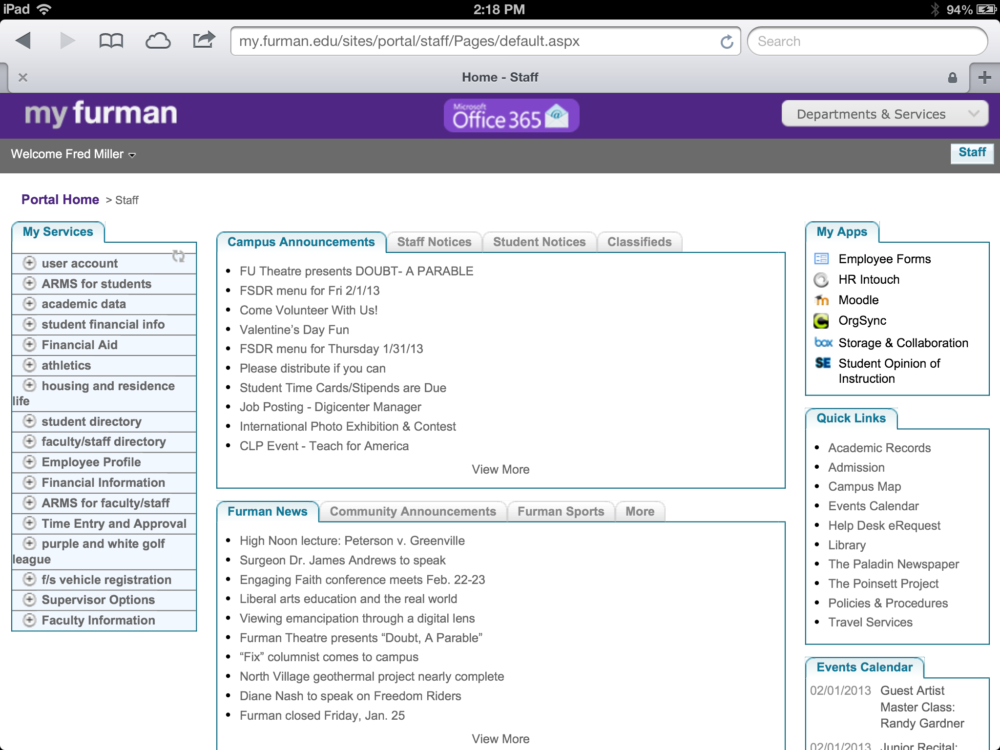 iPad
2:18 PM
94%
my.furman.edu/sites/portal/staff/Pages/default.aspx
Search
Home - Staff
my furman
Microsoft
Office 365
Departments & Services
Welcome Fred Miller
Staff
Portal Home > Staff
My Services
user account
ARMS for students
academic data
student financial info
Financial Aid
athletics
housing and residence
life
student directory
faculty/staff directory
Employee Profile
Financial Information
ARMS for faculty/staff
Time Entry and Approval
purple and white golf
league
f/s vehicle registration
Supervisor Options
Faculty Information
Campus Announcements
Staff Notices
Student Notices
Classifieds
FU Theatre presents DOUBT- A PARABLE
FSDR menu for Fri 2/1/13
Come Volunteer With Us!
Valentine’s Day Fun
FSDR menu for Thursday 1/31/13
Please distribute if you can
Student Time Cards/Stipends are Due
Job Posting - Digicenter Manager
International Photo Exhibition & Contest
CLP Event - Teach for America
View More
Furman News
Community Announcements
Furman Sports
More
High Noon lecture: Peterson v. Greenville
Surgeon Dr. James Andrews to speak
Engaging Faith conference meets Feb. 22-23
Liberal arts education and the real world
Viewing emancipation through a digital lens
Furman Theatre presents “Doubt, A Parable”
“Fix” columnist comes to campus
North Village geothermal project nearly complete
Diane Nash to speak on Freedom Riders
Furman closed Friday, Jan. 25
View More
My Apps
Employee Forms
HR Intouch
m Moodle
OrgSync
box Storage & Collaboration
SE Student Opinion of
Instruction
Quick Links
Academic Records
Admission
Campus Map
Events Calendar
Help Desk eRequest
Library
The Paladin Newspaper
The Poinsett Project
Policies & Procedures
Travel Services
Events Calendar
02/01/2013 Guest Artist
Master Class:
Randy Gardner
02/01/2013 Junior Recital: